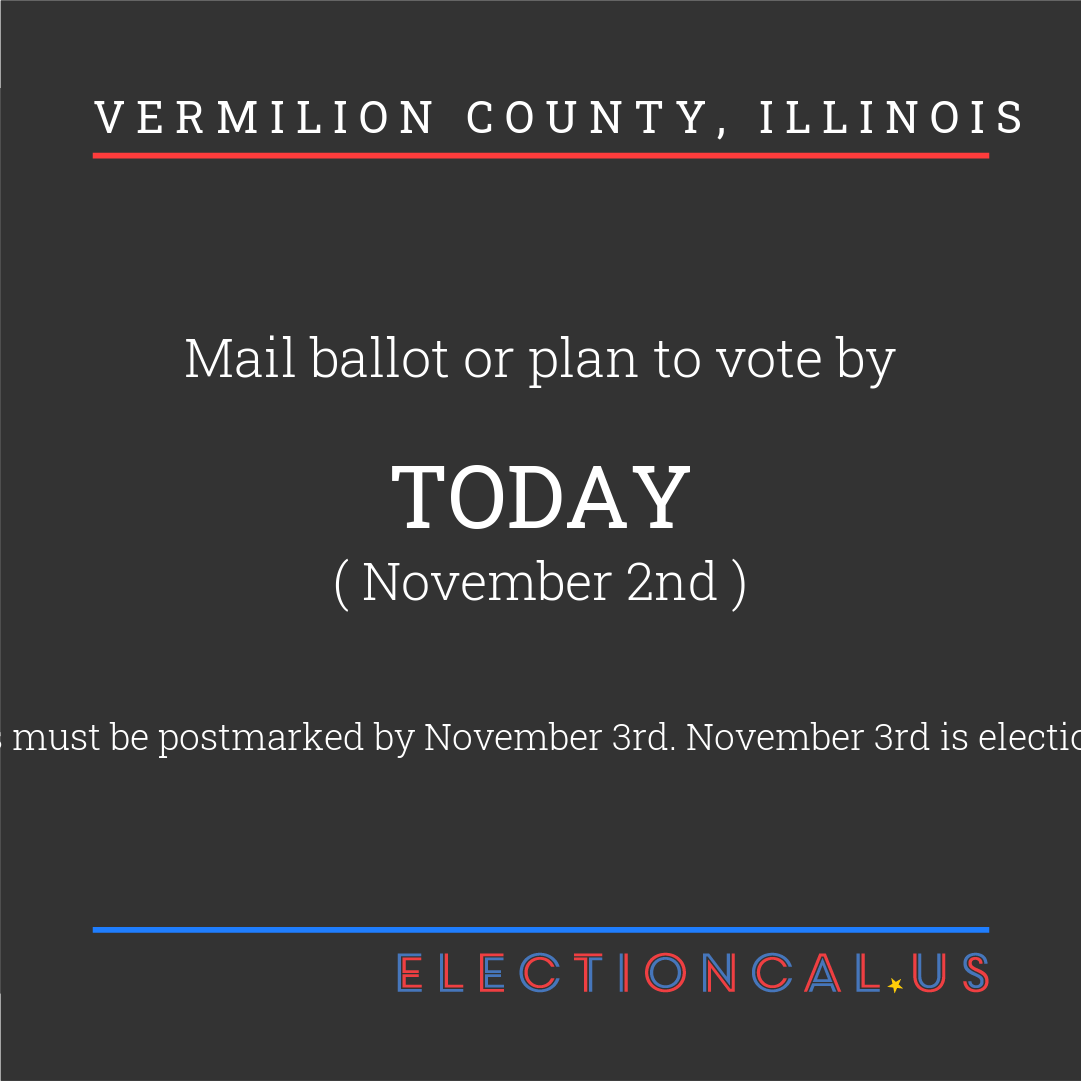 VERMILION COUNTY, ILLINOIS
Mail ballot or plan to vote by
TODAY
( November 2nd )
must be postmarked by November 3rd. November 3rd is
ELECTIONCAL.US